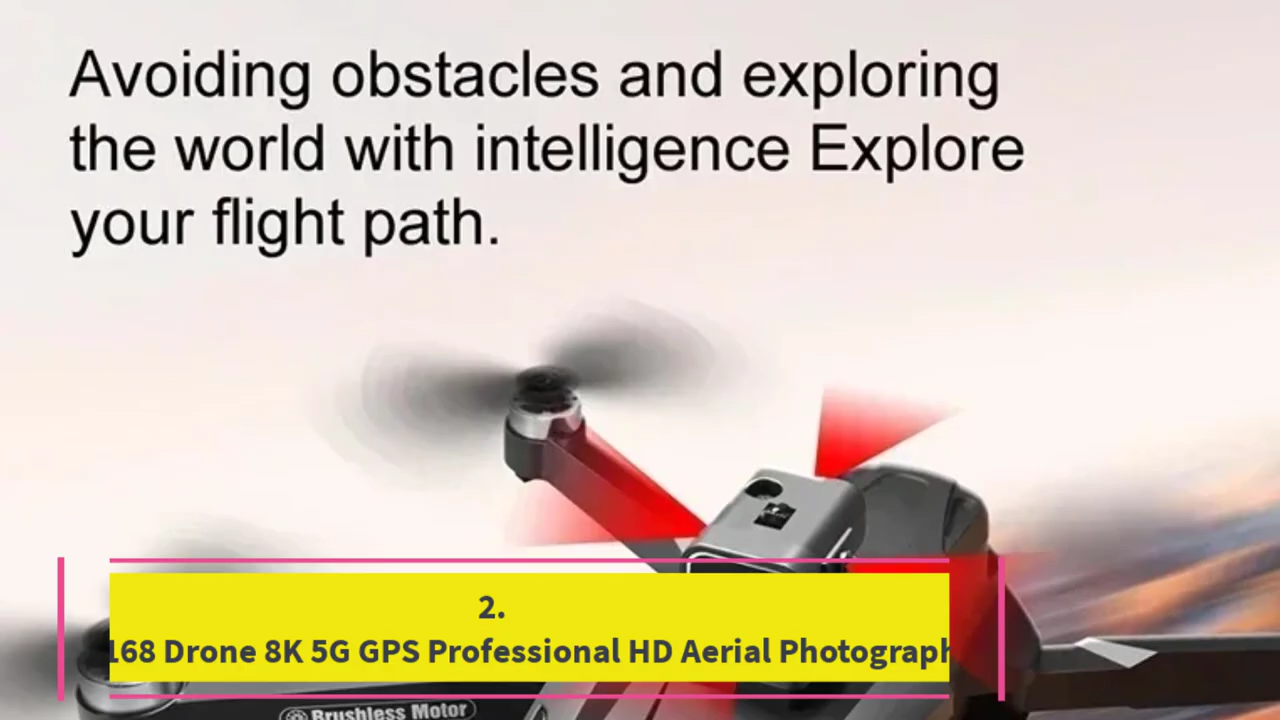 Avoiding obstacles and exploring
the world with intelligence Explore
your flight path.
2.
168 Drone 8K 5G GPS Professional HD Aerial Photograph
Brushless Motor